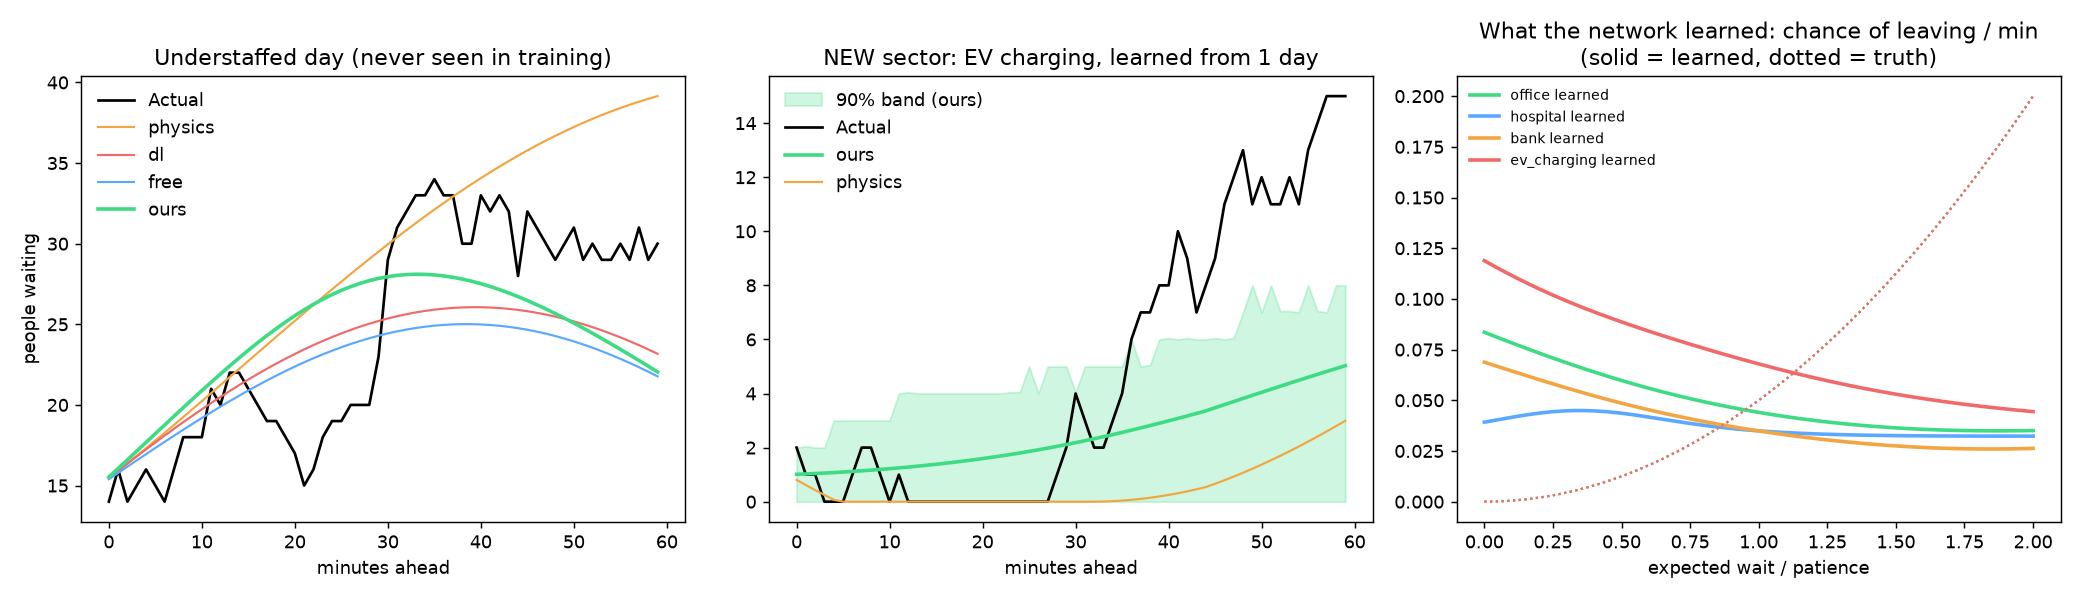 Understaffed day (never seen in training)
40
35
30
25
20
15
people waiting
Actual
physics
dl
free
ours
0 10 20 30 40 50 60
minutes ahead
NEW sector: EV charging, learned from 1 day
14
12
10
8
6
4
2
0
90% band (ours)
Actual
ours
physics
0 10 20 30 40 50 60
minutes ahead
What the network learned: chance of leaving / min
(solid = learned, dotted = truth)
0.200
0.175
0.150
0.125
0.100
0.075
0.050
0.025
0.000
office learned
hospital learned
bank learned
ev_charging learned
0.00 0.25 0.50 0.75 1.00 1.25 1.50 1.75 2.00
expected wait / patience